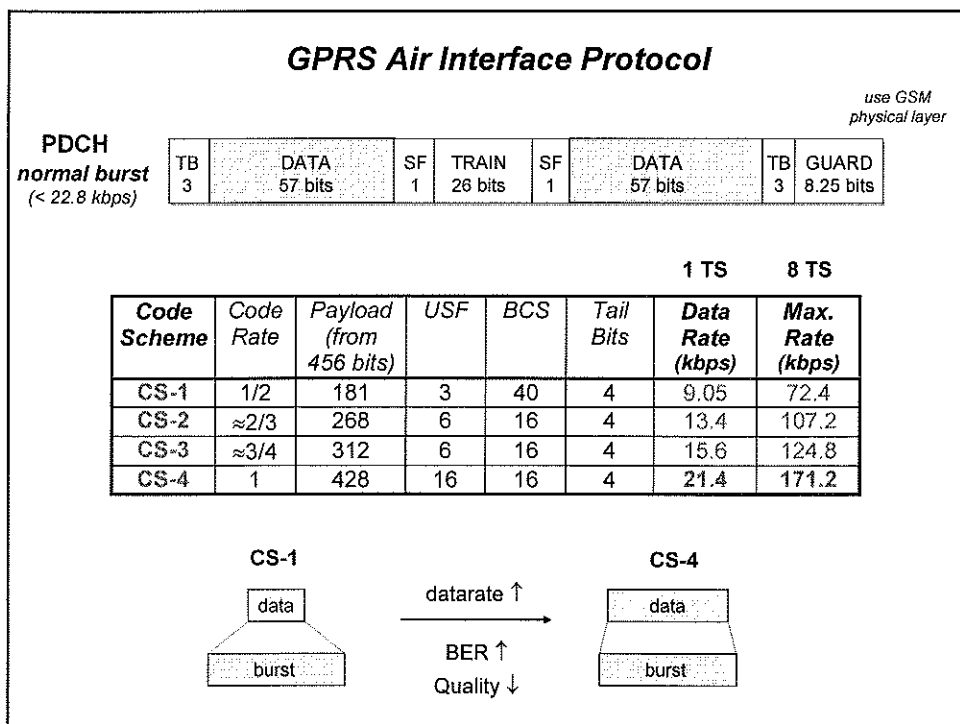 GPRS Air Interface Protocol
use GSM
physical layer
PDCH
normal burst
(< 22.8 kbps)
TB DATA SF TRAIN SF DATA TB GUARD
3 57 bits 1 26 bits 1 57 bits 3 8.25 bits
1 TS 8 TS
Code Scheme Code Rate Payload (from 456 bits) USF BCS Tail Bits Data Rate (kbps) Max. Rate (kbps)
CS-1 1/2 181 3 40 4 9.05 72.4
CS-2 ≈2/3 268 6 16 4 13.4 107.2
CS-3 ≈3/4 312 6 16 4 15.6 124.8
CS-4 1 428 16 16 4 21.4 171.2
CS-1 CS-4
data datarate ↑ data
BER ↑
burst burst
Quality ↓